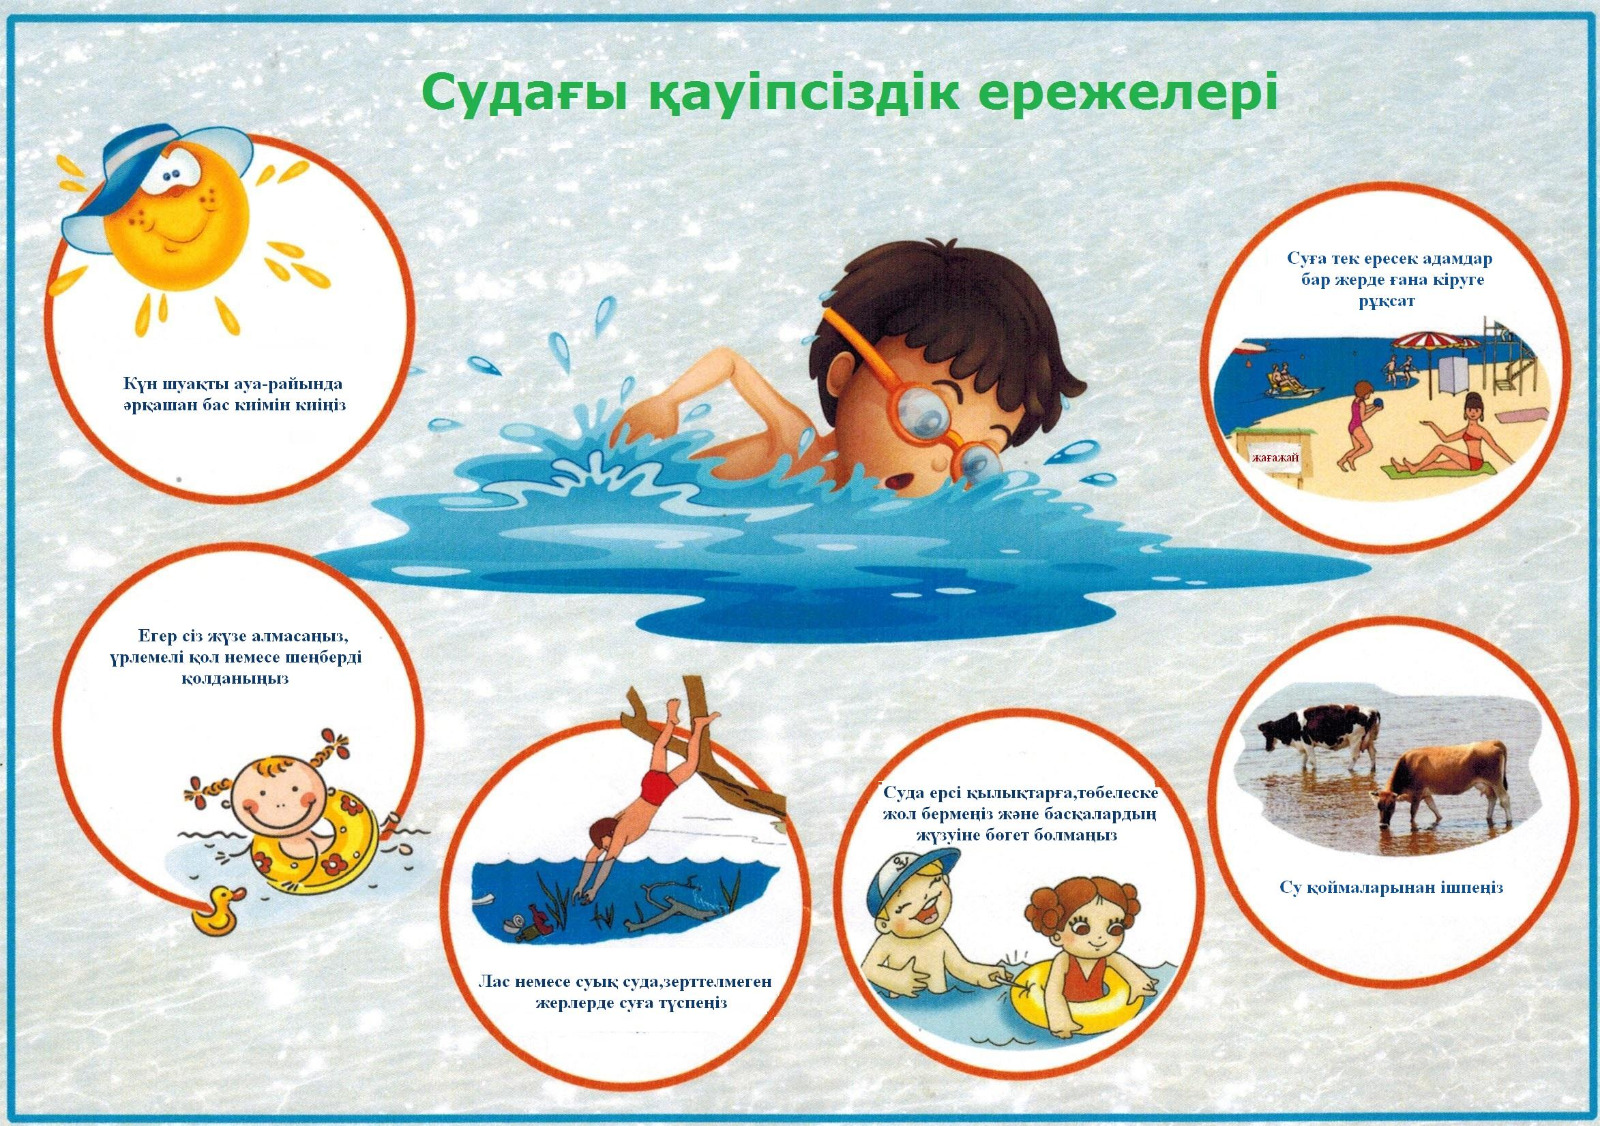 Судағы қауіпсіздік ережелері
Күн шуақты ауа-райында
әрқашан бас киімін киіңіз
Суға тек ересек адамдар
бар жерде ғана кіруге
рұқсат
жағажай
Егер сіз жүзе алмасаңыз,
үрлемелі қол немесе шеңберді
қолданыңыз
Лас немесе суық суда,зерттелмеген
жерлерде суға түспеңіз
Суда ерсі қылықтарға,төбелеске
жол бермеңіз және басқалардың
жүзуіне бөгет болмаңыз
Су қоймаларынан ішпеңіз